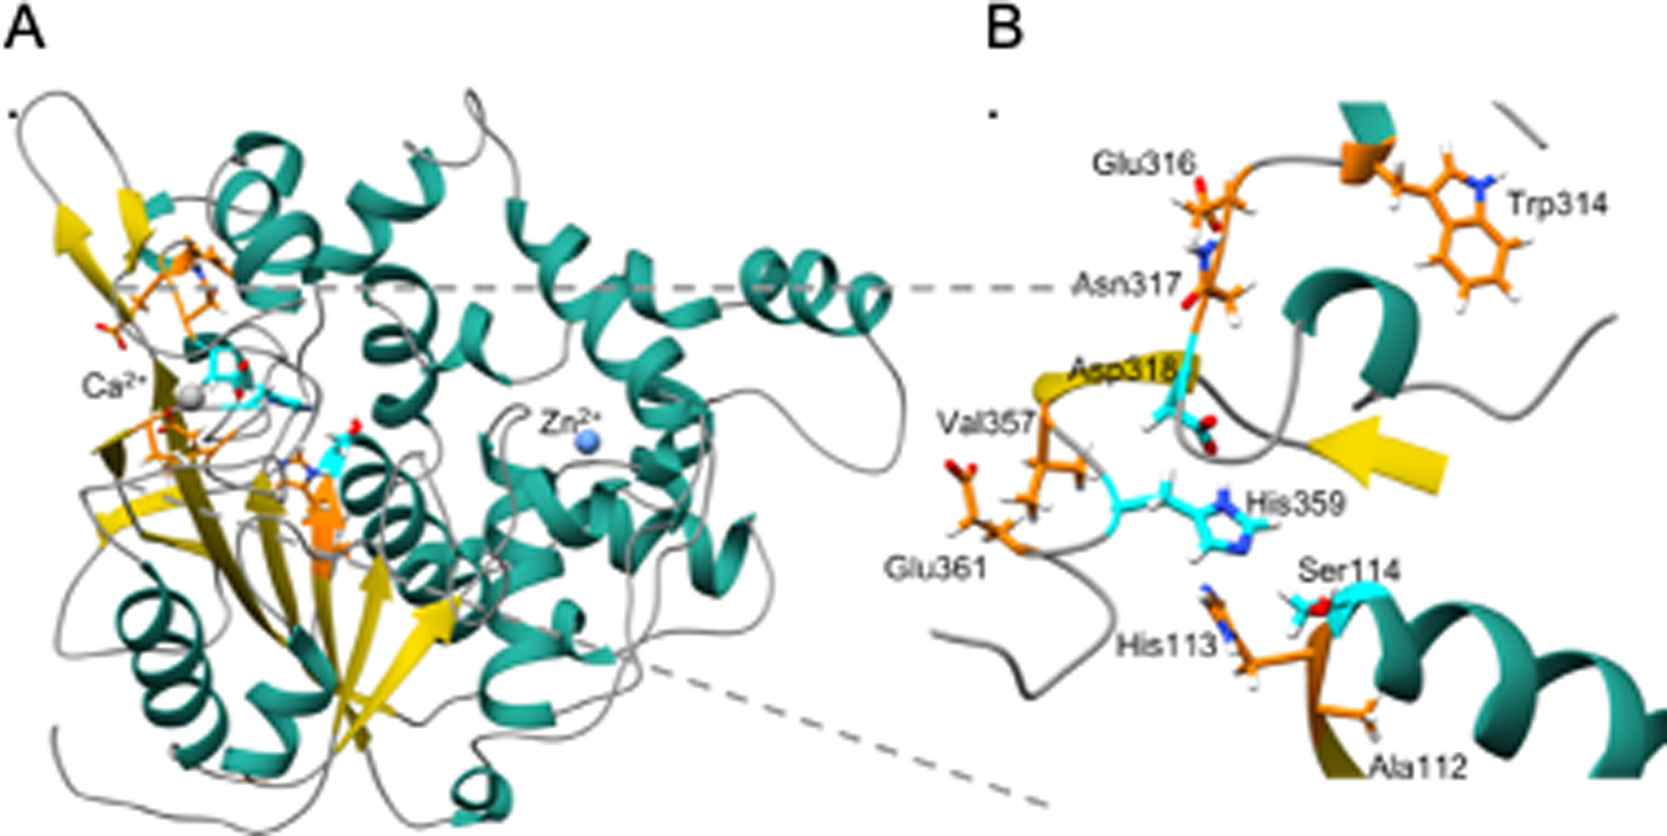 A
B
Ca²⁺
Zn²⁺
Glu316
Trp314
Asn317
Asp318
Val357
His359
Glu361
Ser114
His113
Ala112